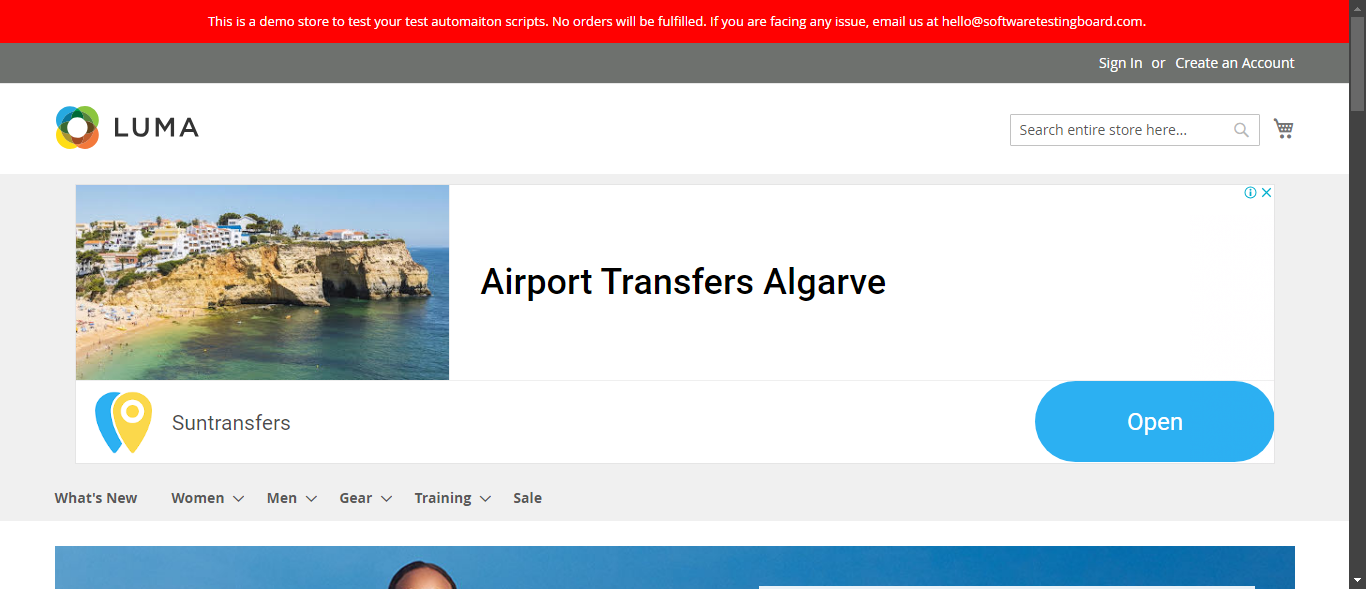 This is a demo store to test your test automaiton scripts. No orders will be fulfilled. If you are facing any issue, email us at hello@softwaretestingboard.com.
Sign In or Create an Account
LUMA
Search entire store here...
Airport Transfers Algarve
Suntransfers
Open
What's New
Women
Men
Gear
Training
Sale